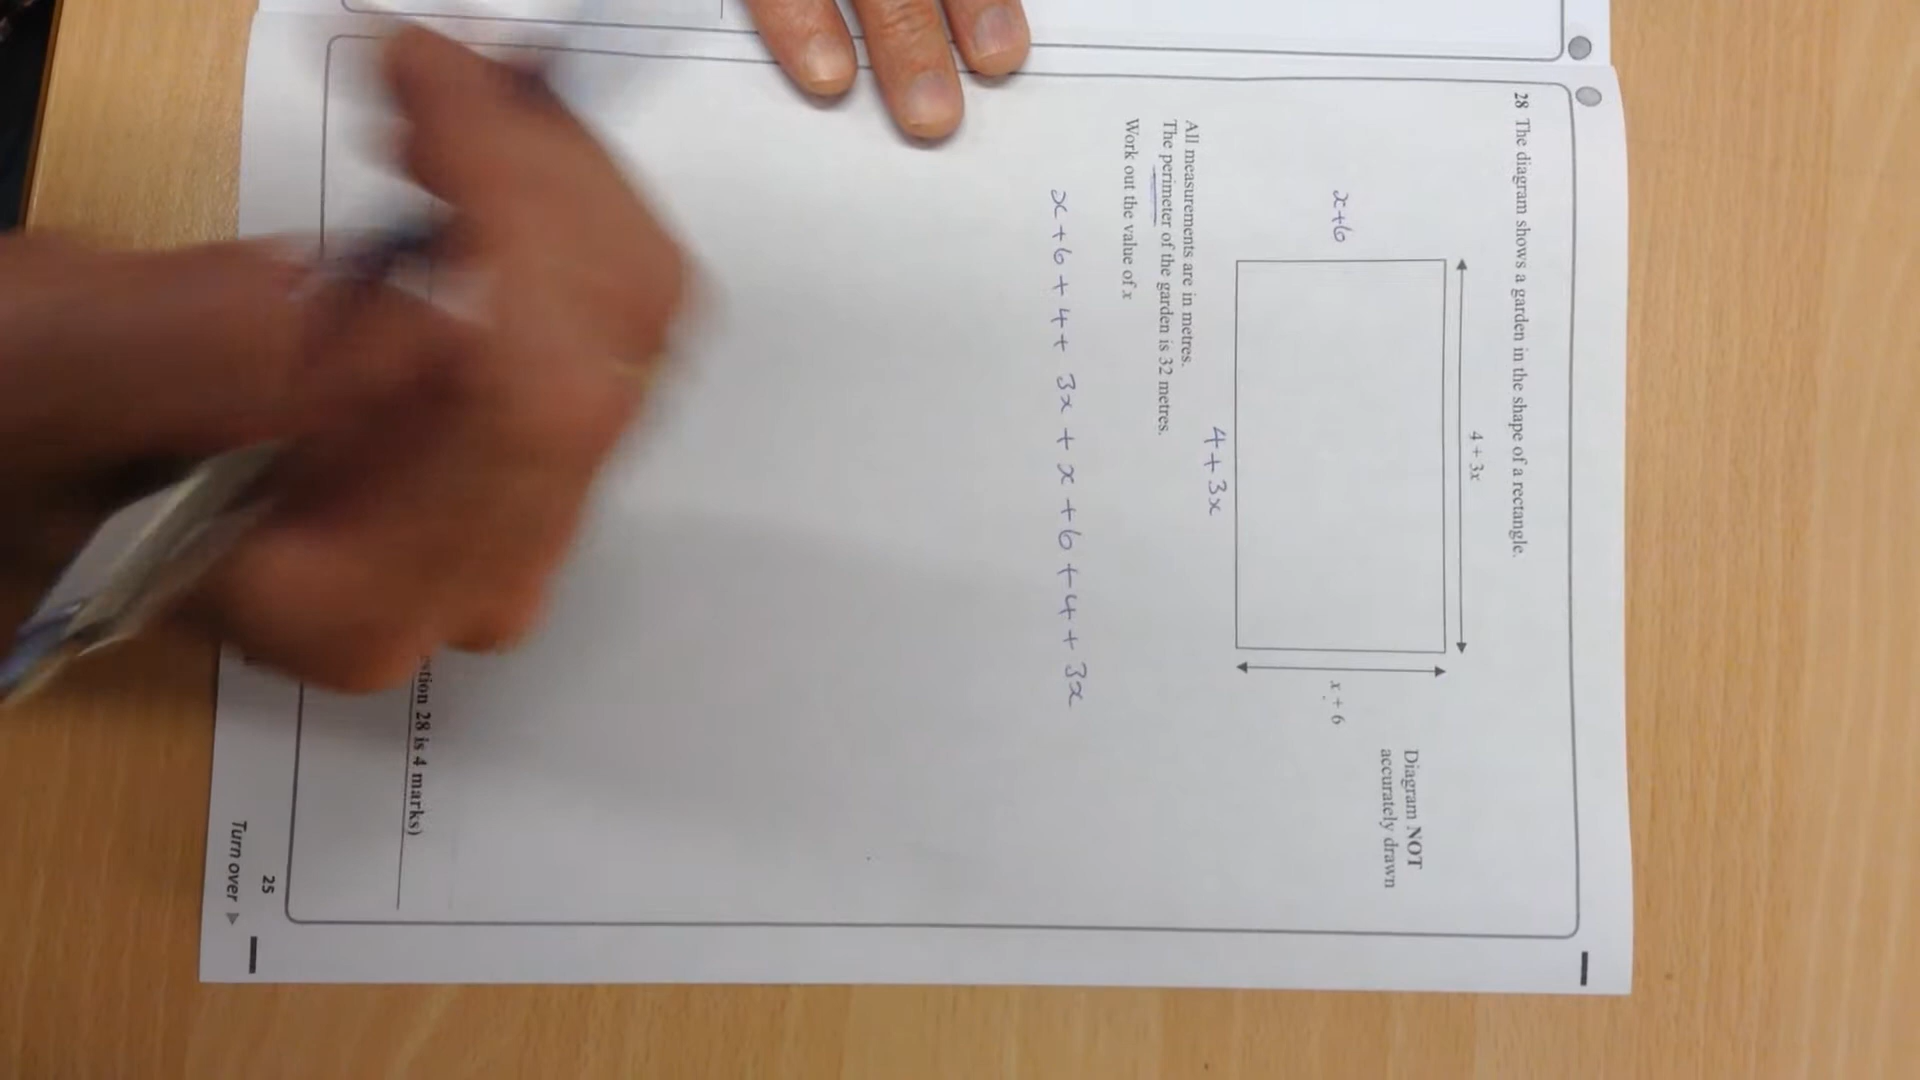 28 The diagram shows a garden in the shape of a rectangle.
4 + 3x
Diagram NOT
accurately drawn
x+6
x + 6
4+3x
All measurements are in metres.
The perimeter of the garden is 32 metres.
Work out the value of x
x+6+4+3x+x+6+4+3x
28 is 4 marks)
25
Turn over